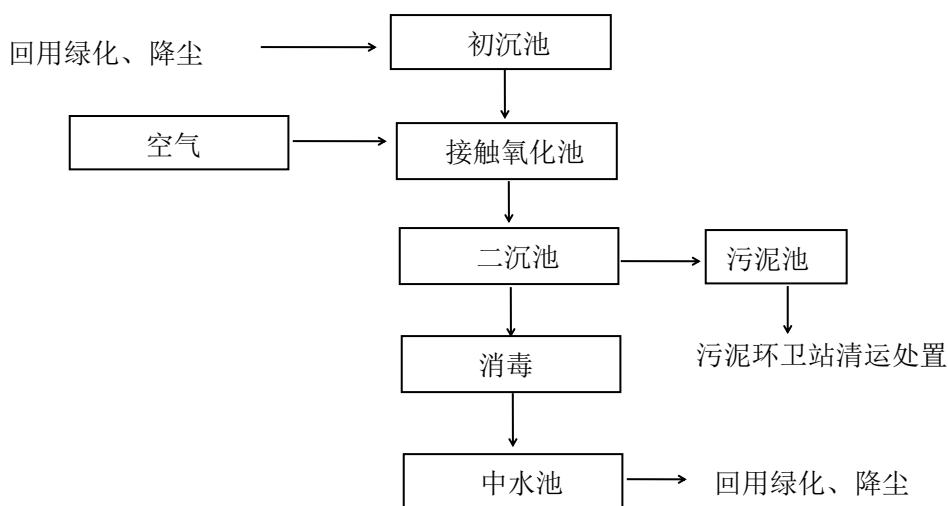 回用绿化、降尘
初沉池
空气
接触氧化池
二沉池
污泥池
消毒
污泥环卫站清运处置
中水池
回用绿化、降尘